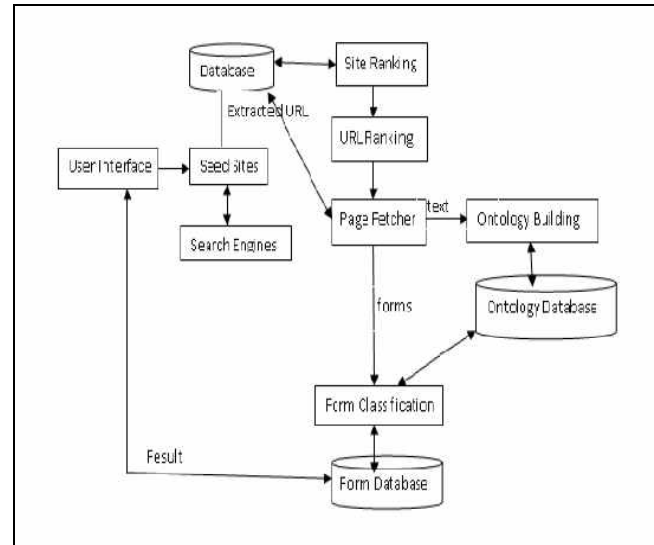 Database
Site Ranking
Extracted URL
URL Ranking
User Interface
Seed Sites
Page Fetcher
text
Ontology Building
Search Engines
forms
Ontology Database
Form Classfication
Fesult
Form Database